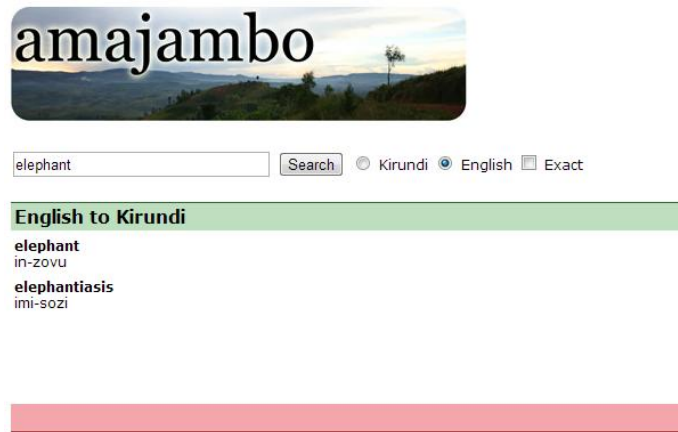 amajambo
elephant Search Kirundi English Exact
English to Kirundi
elephant
in-zovu
elephantiasis
imi-sozi